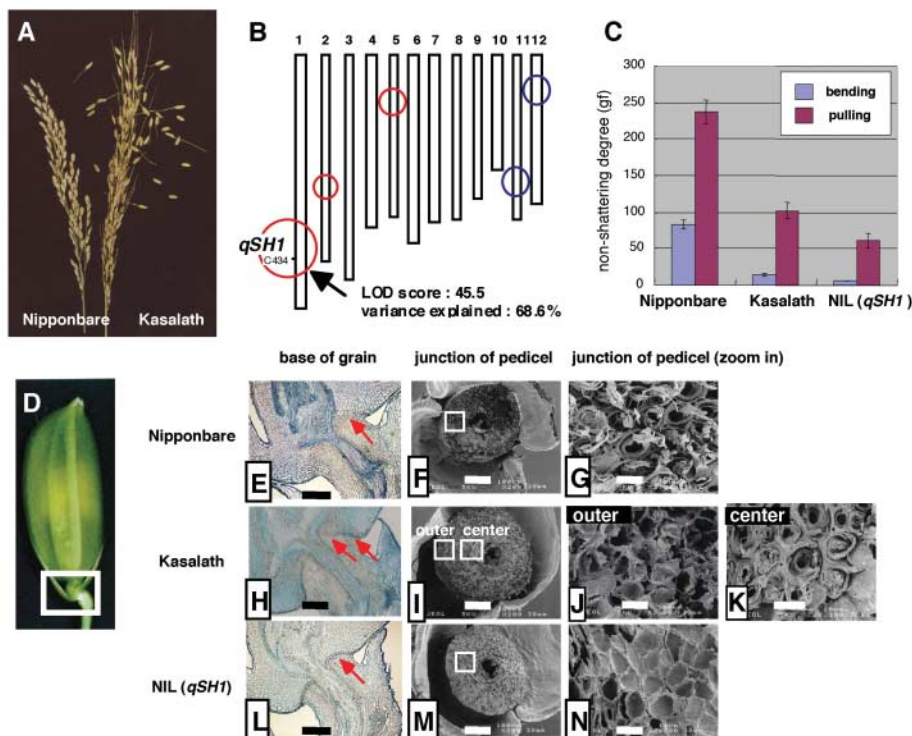 A
Nipponbare Kasalath
B
1 2 3 4 5 6 7 8 9 10 11 12
qSH1
C434
LOD score : 45.5
variance explained : 68.6%
C
non-shattering degree (gf)
300
250
200
150
100
50
0
bending
pulling
Nipponbare Kasalath NIL (qSH1)
base of grain junction of pedicel junction of pedicel (zoom in)
D
Nipponbare
E
F
G
Kasalath
H
outer center
I
outer
J
center
K
NIL (qSH1)
L
M
N